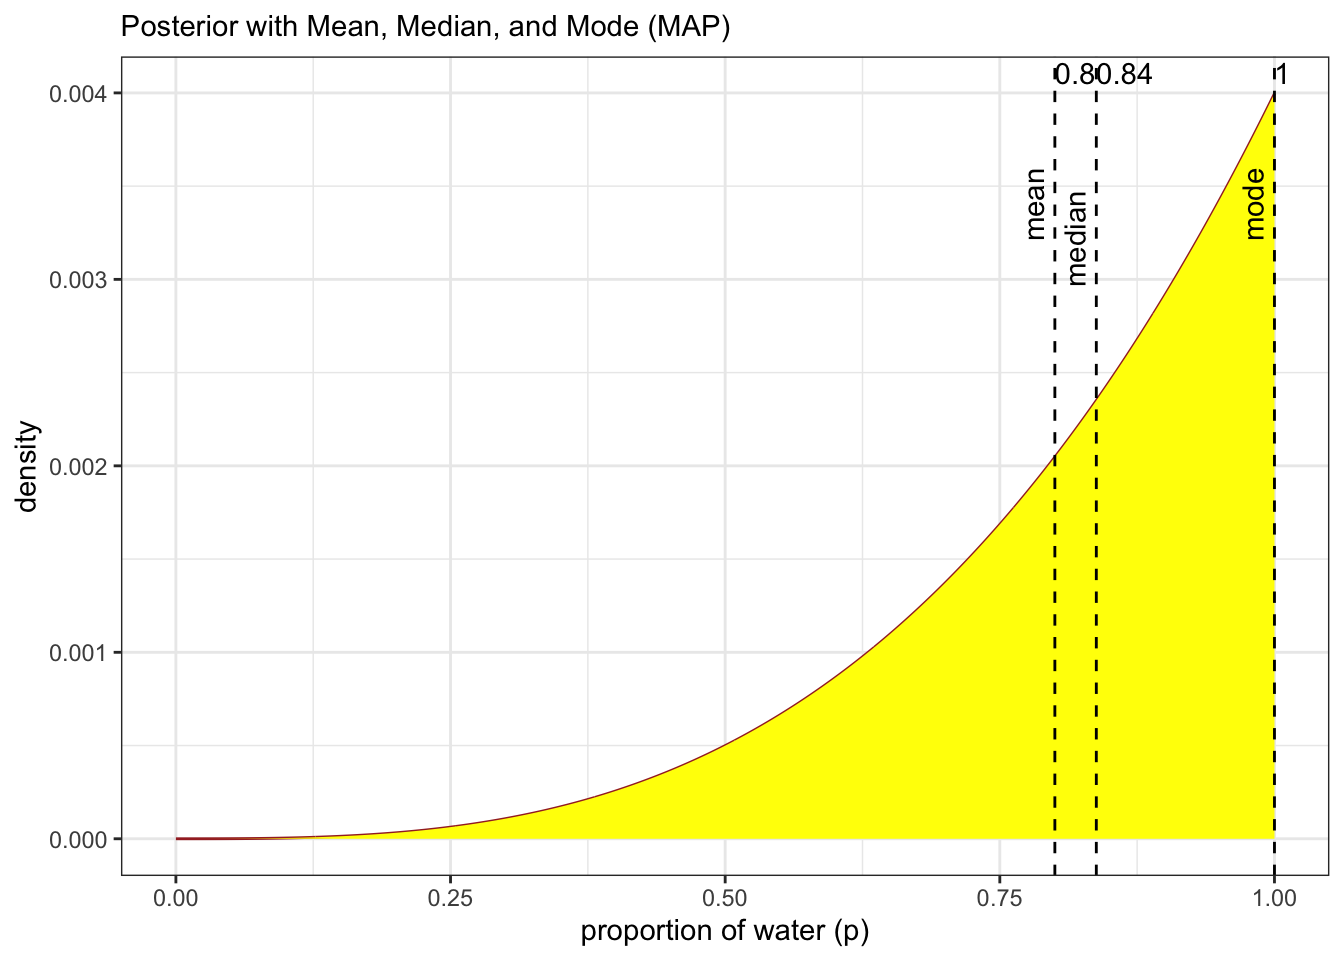 Posterior with Mean, Median, and Mode (MAP)
0.8 0.84 1
0.004
mean
median
mode
0.003
density
0.002
0.001
0.000
0.00 0.25 0.50 0.75 1.00
proportion of water (p)